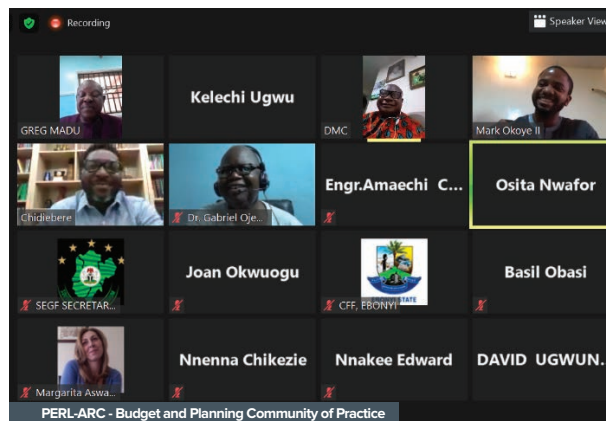 Recording
Speaker View
GREG MADU
Kelechi Ugwu
DMC
Mark Okoye II
Chidiebere
Dr. Gabriel Oje...
Engr.Amaechi C...
Osita Nwafor
SEGF SECRETAR...
Joan Okwuogu
CFF, EBONYI
STATE
Basil Obasi
Margarita Aswa...
Nnenna Chikezie
Nnakee Edward
DAVID UGWUN.
PERL-ARC - Budget and Planning Community of Practice